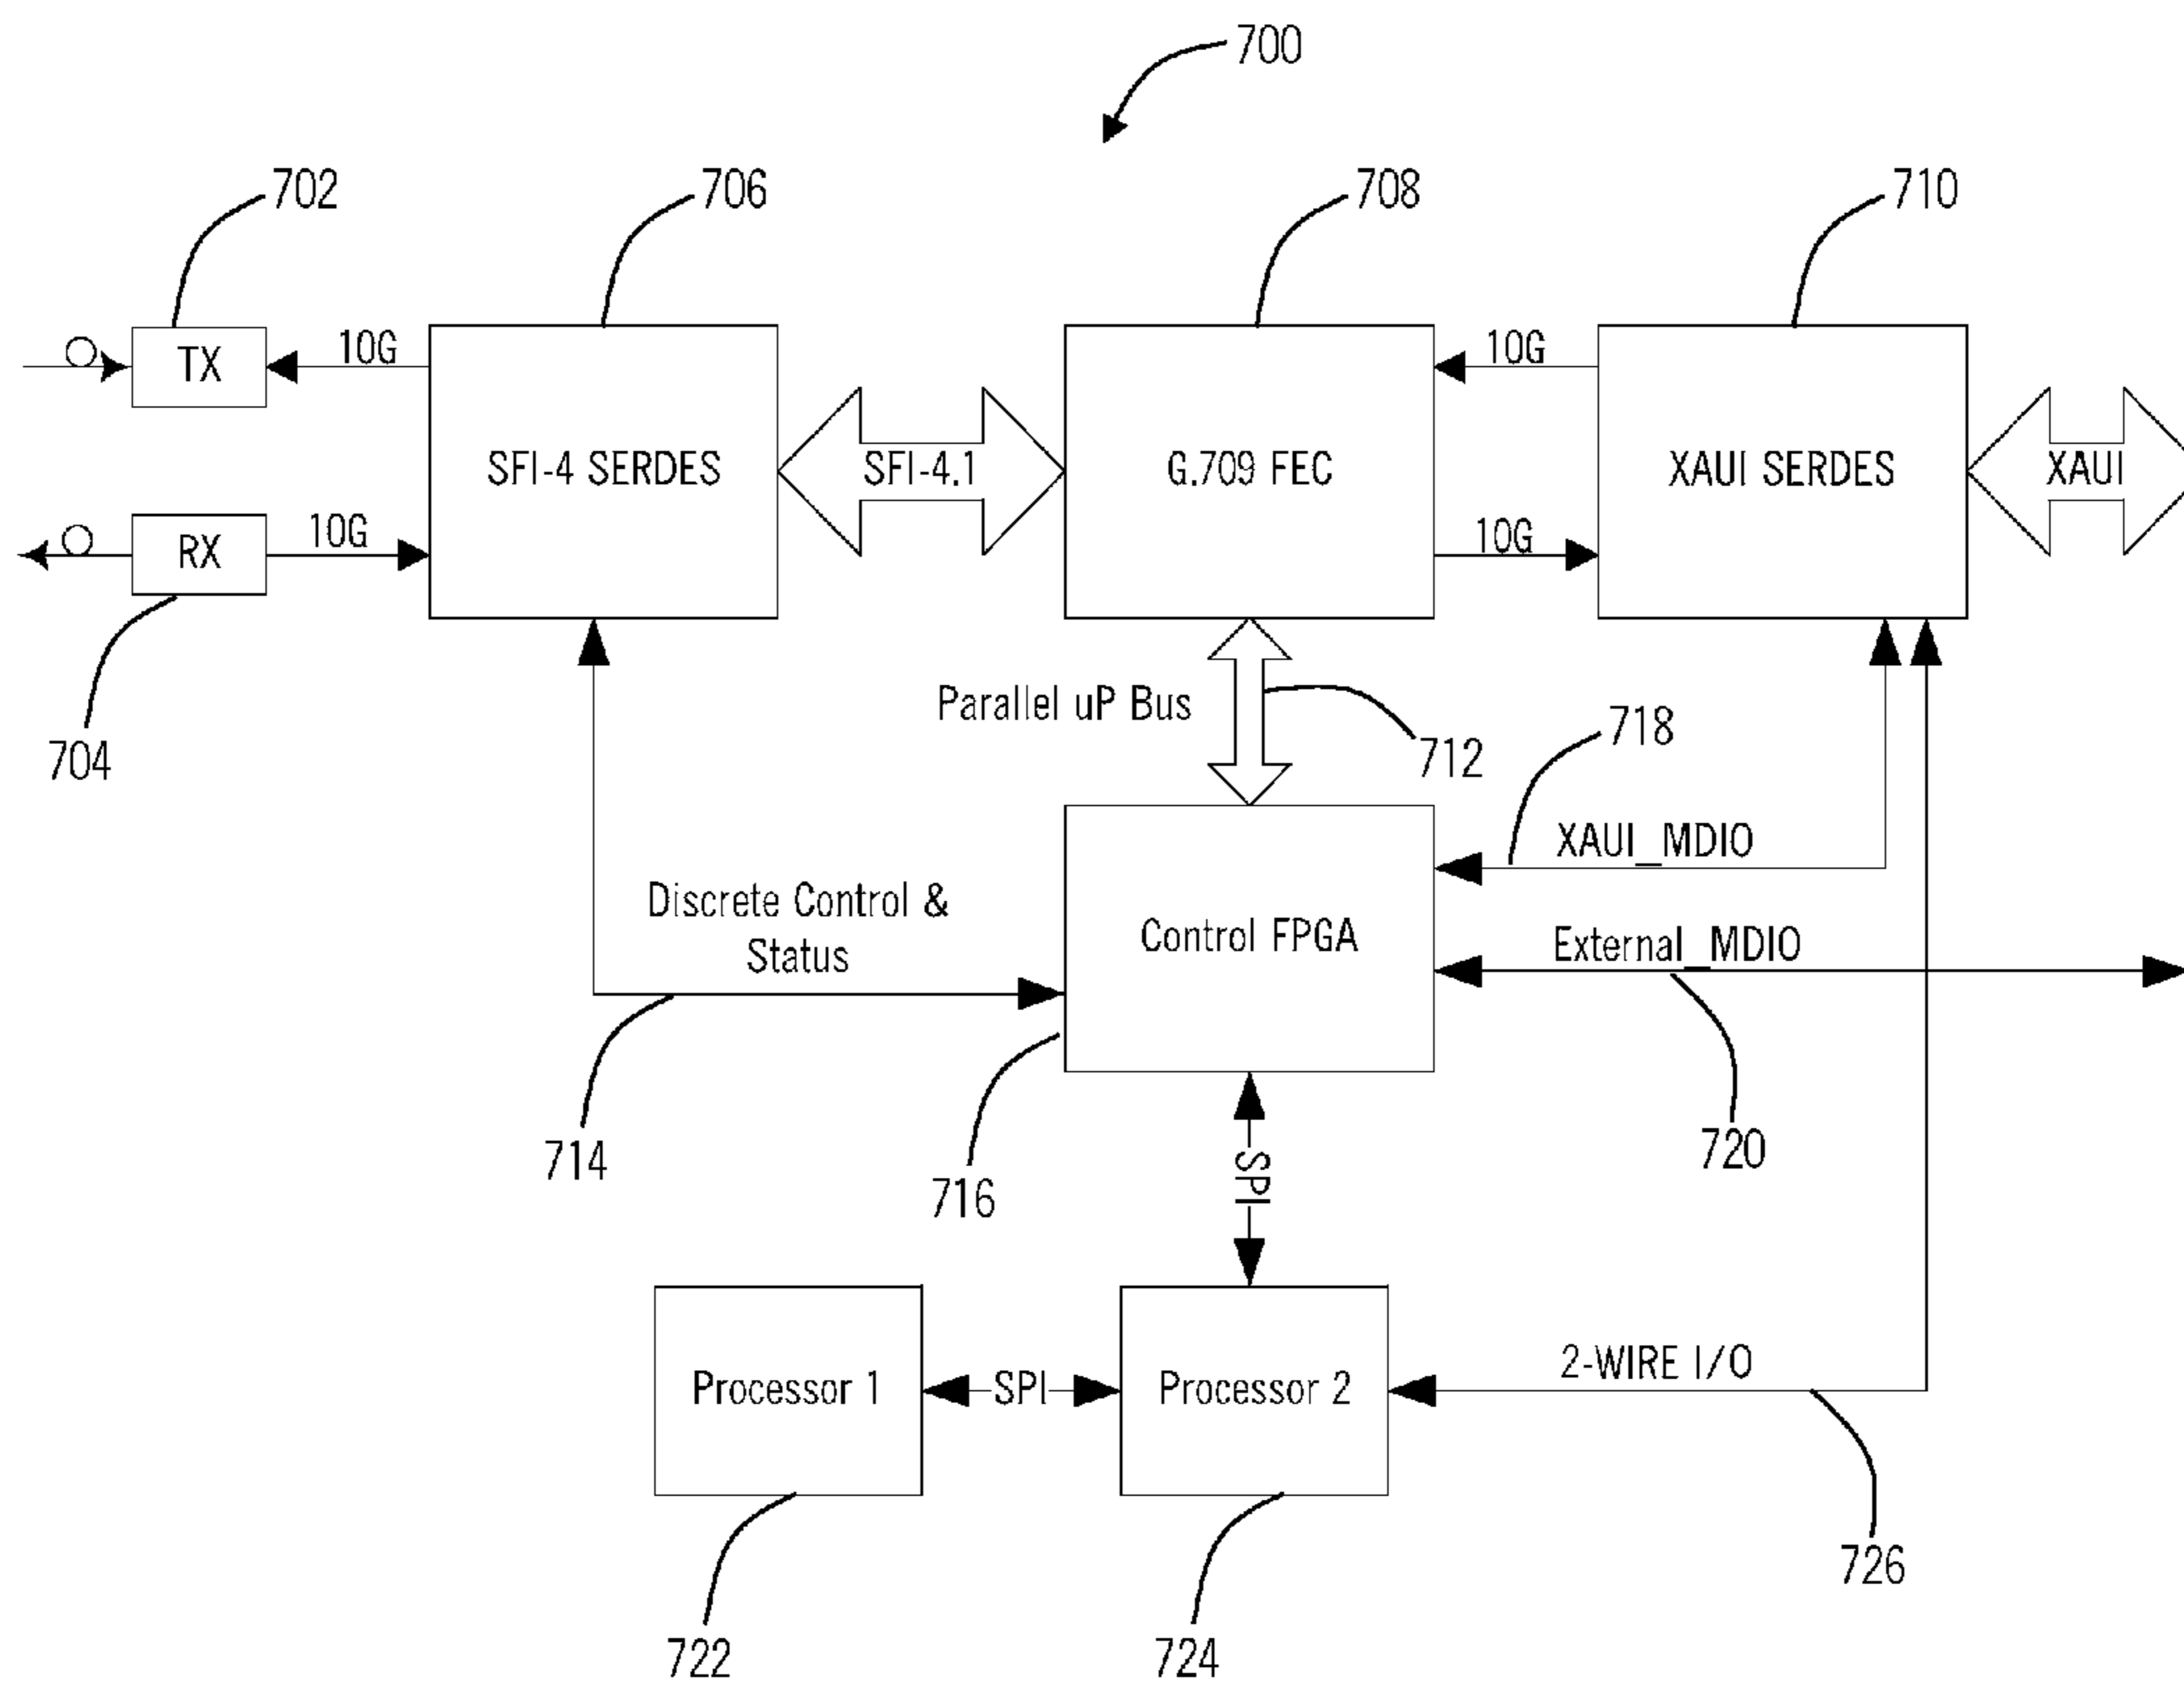 700
702
706
708
710
TX
10G
10G
SFI-4 SERDES
SFI-4.1
G.709 FEC
XAUI SERDES
XAUI
RX
10G
10G
704
Parallel uP Bus
712
718
XAUI_MDIO
Discrete Control &
Status
Control FPGA
External_MDIO
714
716
SPI
720
Processor 1
SPI
Processor 2
2-WIRE I/O
726
722
724